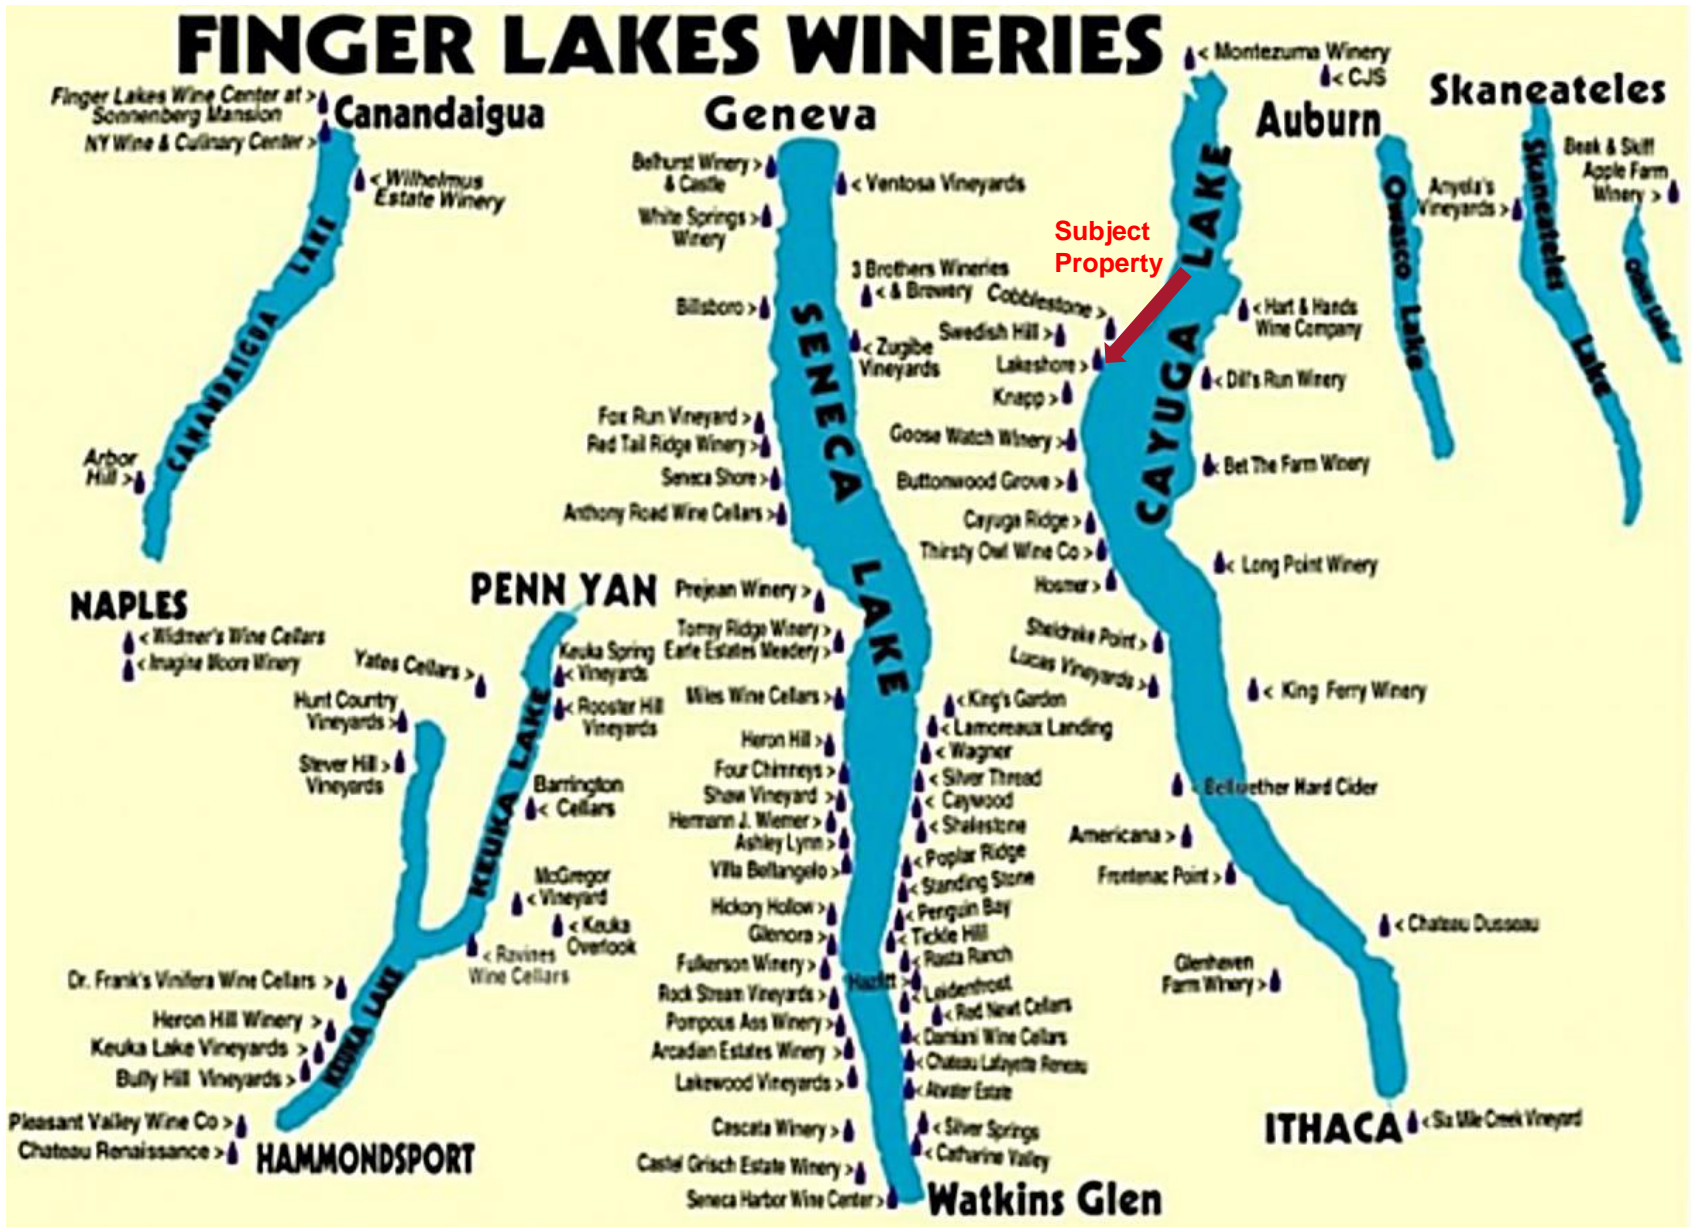 FINGER LAKES WINERIES
< Montezuma Winery
< CJS
Skaneateles
Finger Lakes Wine Center at >
Sonnenberg Mansion
Canandaigua
NY Wine & Culinary Center >
Geneva
Auburn
< Wilhelmus
Estate Winery
Belhurst Winery >
& Castle
< Ventosa Vineyards
White Springs >
Winery
Beak & Skiff
Apple Farm
Winery >
Anyela's
Vineyards >
Subject
Property
3 Brothers Wineries
< & Brewery
Cobblestone >
Billsboro >
Swedish Hill >
< Zugibe
Vineyards
Lakeshore >
Knapp >
< Hart & Hands
Wine Company
< Dill's Run Winery
CANANDAIGUA LAKE
SENECA LAKE
CAYUGA LAKE
Owasco Lake
Skaneateles Lake
Fox Run Vineyard >
Red Tail Ridge Winery >
Seneca Shore >
Anthony Road Wine Cellars >
Goose Watch Winery >
Buttonwood Grove >
Cayuga Ridge >
Thirsty Owl Wine Co >
Hosmer >
< Bet The Farm Winery
< Long Point Winery
Arbor
Hill >
NAPLES
< Widmer's Wine Cellars
< Imagine Moore Winery
PENN YAN
Prejean Winery >
Torrey Ridge Winery >
Earle Estates Meadery >
Keuka Spring
< Vineyards
Yates Cellars >
Hunt Country
Vineyards >
< Rooster Hill
Vineyards
Stever Hill >
Vineyards
Miles Wine Cellars >
Heron Hill >
Four Chimneys >
Shaw Vineyard >
Hermann J. Wiemer >
Ashley Lynn >
Villa Bellangelo >
Hickory Hollow >
Glenora >
Fulkerson Winery >
Rock Stream Vineyards >
Pompous Ass Winery >
Arcadian Estates Winery >
Lakewood Vineyards >
Cascata Winery >
Castel Grisch Estate Winery >
Seneca Harbor Wine Center >
< King's Garden
< Lamoreaux Landing
< Wagner
< Silver Thread
< Caywood
< Shalestone
< Poplar Ridge
< Standing Stone
< Penguin Bay
< Tickle Hill
< Rasta Ranch
Hazlitt >
< Leidenfrost
< Red Newt Cellars
< Damiani Wine Cellars
< Chateau Lafayette Reneau
< Atwater Estate
< Silver Springs
< Catharine Valley
Watkins Glen
Sheldrake Point >
Lucas Vineyards >
< King Ferry Winery
< Bellwether Hard Cider
Americana >
Frontenac Point >
< Chateau Dusseau
Glenhaven
Farm Winery >
ITHACA
< Six Mile Creek Vineyard
KEUKA LAKE
Barrington
< Cellars
McGregor
< Vineyard
< Keuka
Overlook
< Ravines
Wine Cellars
Dr. Frank's Vinifera Wine Cellars >
Heron Hill Winery >
Keuka Lake Vineyards >
Bully Hill Vineyards >
KEUKA LAKE
Pleasant Valley Wine Co >
Chateau Renaissance >
HAMMONDSPORT